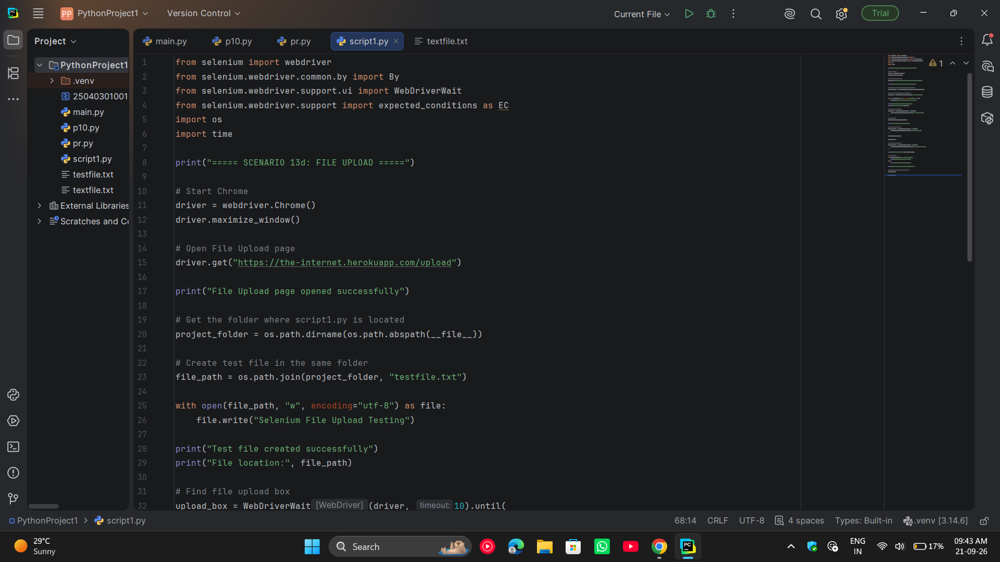 PP PythonProject1
Version Control
Current File
Trial
Project
main.py
p10.py
pr.py
script1.py
textfile.txt
PythonProject1
.venv
25040301001
main.py
p10.py
pr.py
script1.py
testfile.txt
textfile.txt
External Libraries
Scratches and Co
1
1 from selenium import webdriver
2 from selenium.webdriver.common.by import By
3 from selenium.webdriver.support.ui import WebDriverWait
4 from selenium.webdriver.support import expected_conditions as EC
5 import os
6 import time
7
8 print("===== SCENARIO 13d: FILE UPLOAD =====")
9
10 # Start Chrome
11 driver = webdriver.Chrome()
12 driver.maximize_window()
13
14 # Open File Upload page
15 driver.get("https://the-internet.herokuapp.com/upload")
16
17 print("File Upload page opened successfully")
18
19 # Get the folder where script1.py is located
20 project_folder = os.path.dirname(os.path.abspath(__file__))
21
22 # Create test file in the same folder
23 file_path = os.path.join(project_folder, "testfile.txt")
24
25 with open(file_path, "w", encoding="utf-8") as file:
26     file.write("Selenium File Upload Testing")
27
28 print("Test file created successfully")
29 print("File location:", file_path)
30
31 # Find file upload box
32 upload_box = WebDriverWait [WebDriver] (driver, timeout: 10).until(
PythonProject1 > script1.py
68:14 CRLF UTF-8 4 spaces Types: Built-in .venv [3.14.6]
29°C
Sunny
Search
ENG
IN
17%
09:43 AM
21-09-26